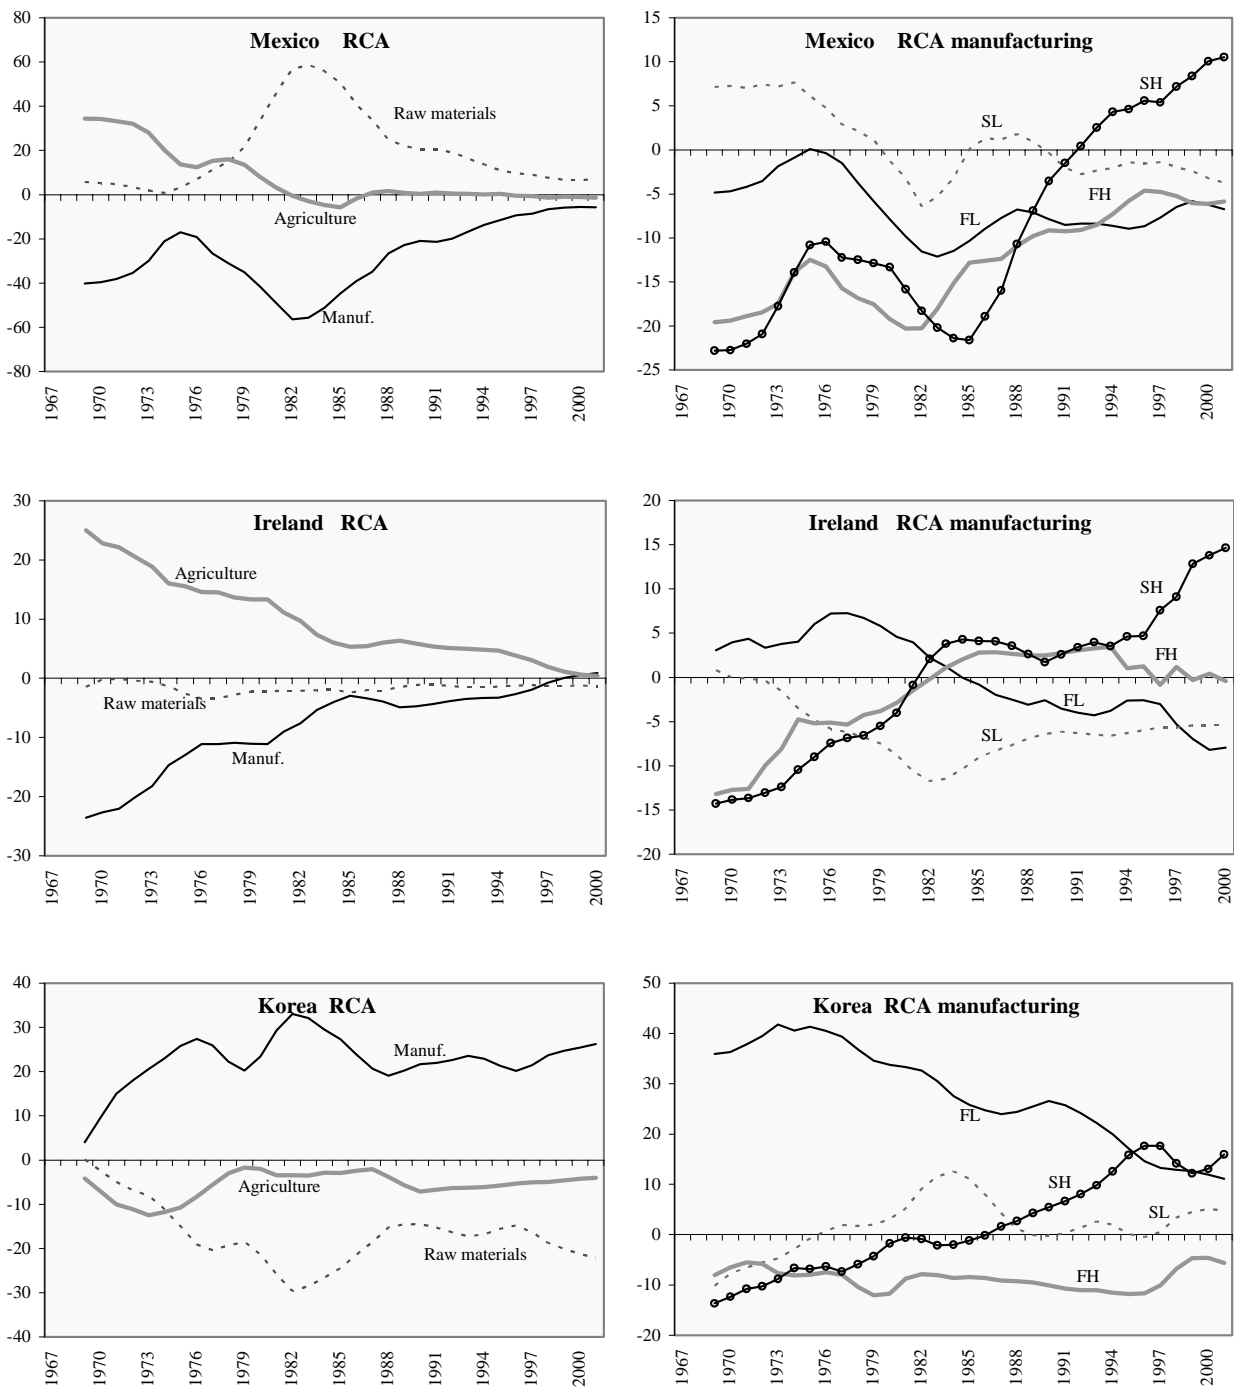 Mexico RCA
80
60
40
20
0
-20
-40
-60
-80
Raw materials
Agriculture
Manuf.
1967 1970 1973 1976 1979 1982 1985 1988 1991 1994 1997 2000
Mexico RCA manufacturing
15
10
5
0
-5
-10
-15
-20
-25
SH
SL
FH
FL
1967 1970 1973 1976 1979 1982 1985 1988 1991 1994 1997 2000
Ireland RCA
30
20
10
0
-10
-20
-30
Agriculture
Raw materials
Manuf.
1967 1970 1973 1976 1979 1982 1985 1988 1991 1994 1997 2000
Ireland RCA manufacturing
20
15
10
5
0
-5
-10
-15
-20
SH
FH
FL
SL
1967 1970 1973 1976 1979 1982 1985 1988 1991 1994 1997 2000
Korea RCA
40
30
20
10
0
-10
-20
-30
-40
Manuf.
Agriculture
Raw materials
1967 1970 1973 1976 1979 1982 1985 1988 1991 1994 1997 2000
Korea RCA manufacturing
50
40
30
20
10
0
-10
-20
FL
SH
SL
FH
1967 1970 1973 1976 1979 1982 1985 1988 1991 1994 1997 2000